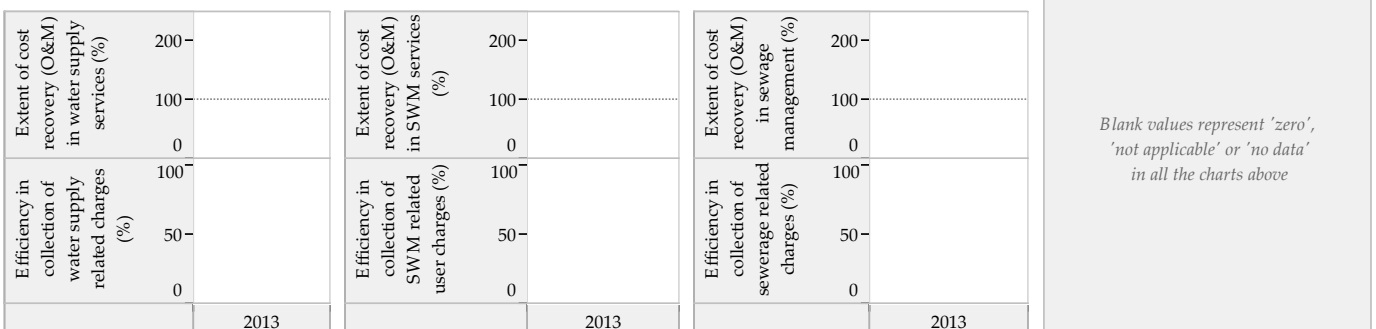 Extent of cost
recovery (O&M)
in water supply
services (%)
200
100
0
Efficiency in
collection of
water supply
related charges
(%)
100
50
0
2013
Extent of cost
recovery (O&M)
in SWM services
(%)
200
100
0
Efficiency in
collection of
SWM related
user charges (%)
100
50
0
2013
Extent of cost
recovery (O&M)
in sewage
management (%)
200
100
0
Efficiency in
collection of
sewerage related
charges (%)
100
50
0
2013
Blank values represent 'zero',
'not applicable' or 'no data'
in all the charts above